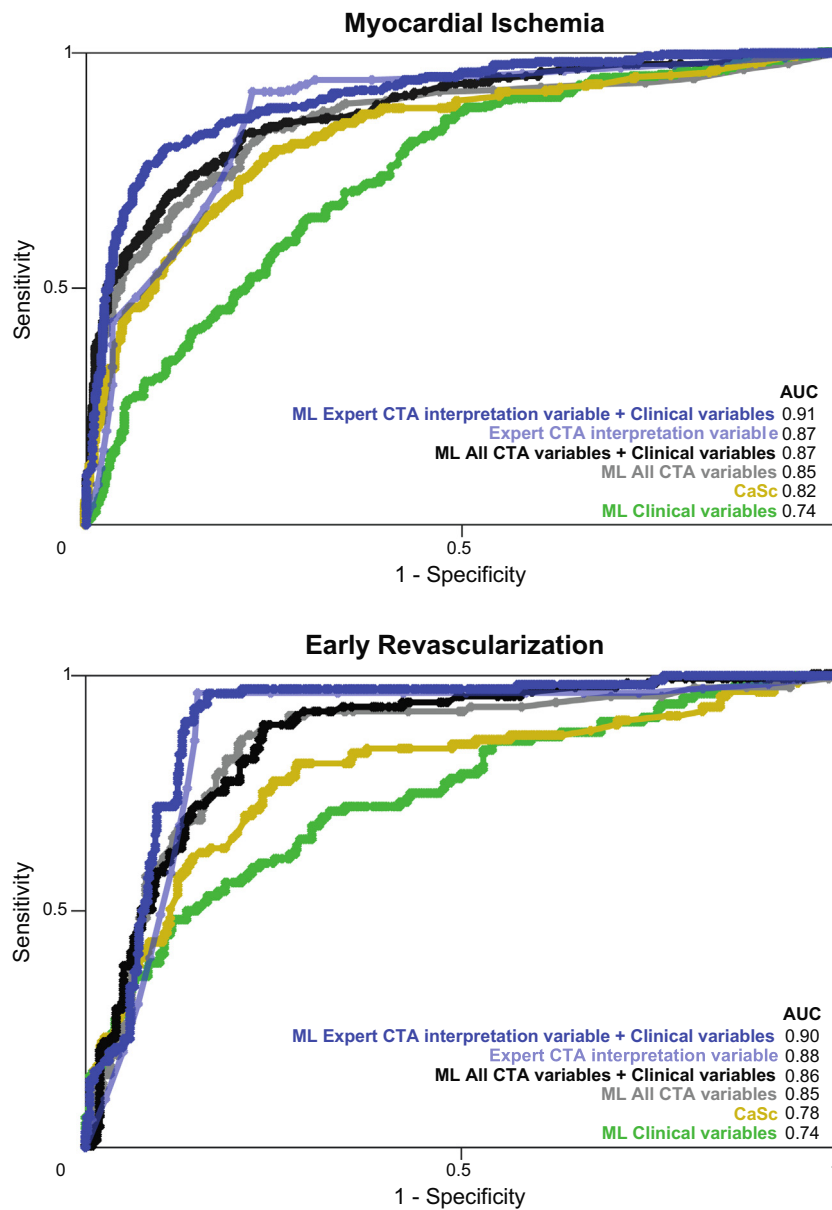 Myocardial Ischemia
1
Sensitivity
0.5
AUC
ML Expert CTA interpretation variable + Clinical variables 0.91
Expert CTA interpretation variable 0.87
ML All CTA variables + Clinical variables 0.87
ML All CTA variables 0.85
CaSc 0.82
ML Clinical variables 0.74
0
0.5
1 - Specificity
Early Revascularization
1
Sensitivity
0.5
AUC
ML Expert CTA interpretation variable + Clinical variables 0.90
Expert CTA interpretation variable 0.88
ML All CTA variables + Clinical variables 0.86
ML All CTA variables 0.85
CaSc 0.78
ML Clinical variables 0.74
0
0.5
1 - Specificity